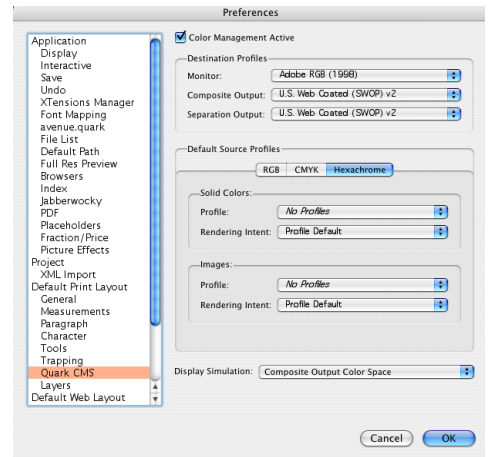 Preferences
Application
Display
Interactive
Save
Undo
XTensions Manager
Font Mapping
avenue.quark
File List
Default Path
Full Res Preview
Browsers
Index
Jabberwocky
PDF
Placeholders
Fraction/Price
Picture Effects
Project
XML Import
Default Print Layout
General
Measurements
Paragraph
Character
Tools
Trapping
Quark CMS
Layers
Default Web Layout
Color Management Active
Destination Profiles
Monitor: Adobe RGB (1998)
Composite Output: U.S. Web Coated (SWOP) v2
Separation Output: U.S. Web Coated (SWOP) v2
Default Source Profiles
RGB CMYK Hexachrome
Solid Colors:
Profile: No Profiles
Rendering Intent: Profile Default
Images:
Profile: No Profiles
Rendering Intent: Profile Default
Display Simulation: Composite Output Color Space
Cancel OK